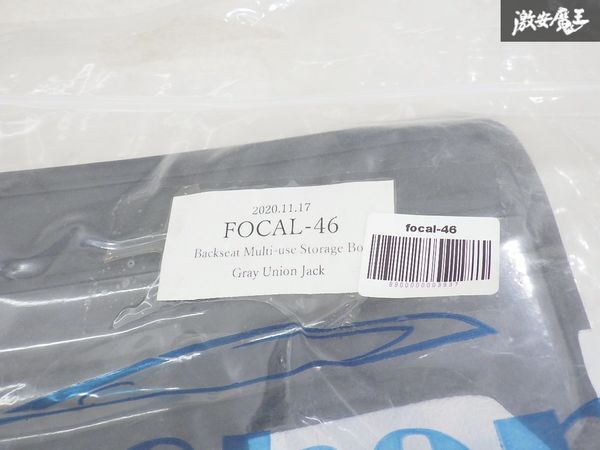 激安魔王
2020.11.17
FOCAL-46
Backseat Multi-use Storage Bo
Gray Union Jack
focal-46